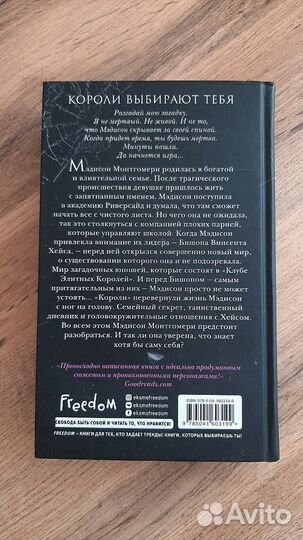 КОРОЛИ ВЫБИРАЮТ ТЕБЯ
Разгадай мою загадку.
Я не мертвый. Не живой. И не то,
что Мэдисон скрывает за своей спиной.
Когда придет время, ты будешь мертва.
Минуты пошли.
Да начнется игра...
Мэдисон Монтгомери родилась в богатой
и влиятельной семье. После трагического
происшествия девушке пришлось жить
с запятнанным именем. Мэдисон поступила
в академию Риверсайд и думала, что там сможет
начать все с чистого листа. Но чего она не ожидала,
так это столкнуться с компанией плохих парней,
которые управляют школой. Когда Мэдисон
привлекла внимание их лидера – Бишопа Винсента
Хейса, – перед ней открылся совершенно новый мир,
о существовании которого она и не подозревала.
Мир загадочных юношей, которые состоят в «Клубе
Элитных Королей». И перед Бишопом – самым
притягательным из них – Мэдисон просто не может
устоять... «Короли» перевернули жизнь Мэдисон
с ног на голову. Семейный секрет, таинственный
дневник и головокружительные отношения с Хейсом.
Во всем этом Мэдисон Монтгомери предстоит
разобраться. И так ли она уверена, что знает
хотя бы саму себя?
«Превосходно написанная книга с идеально продуманным
сюжетом и проникновенными персонажами!»
Goodreads.com
Freedom
eksmofreedom
eksmofreedom
eksmofreedom
ISBN 978-5-04-160319-9
9 785041 603199 >
СВОБОДА БЫТЬ СОБОЙ И ЧИТАТЬ ТО, ЧТО НРАВИТСЯ!
FREEDOM – КНИГИ ДЛЯ ТЕХ, КТО ЗАДАЕТ ТРЕНДЫ! КНИГИ, КОТОРЫЕ ВЫБИРАЕШЬ ТЫ!
Avito